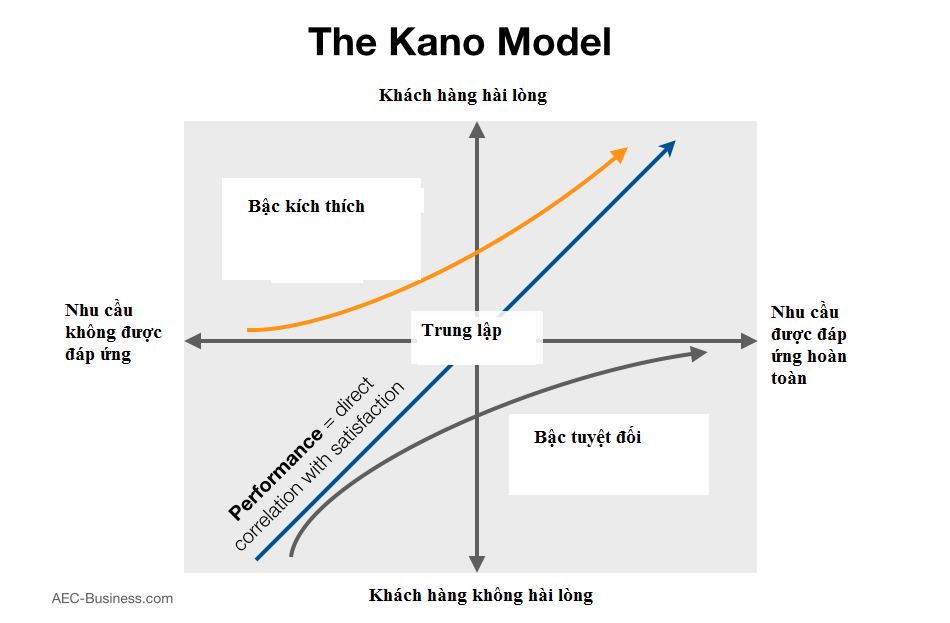 The Kano Model
Khách hàng hài lòng
Bậc kích thích
Nhu cầu
không được
đáp ứng
Trung lập
Nhu cầu
được đáp
ứng hoàn
toàn
Performance = direct
correlation with satisfaction
Bậc tuyệt đối
Khách hàng không hài lòng
AEC-Business.com